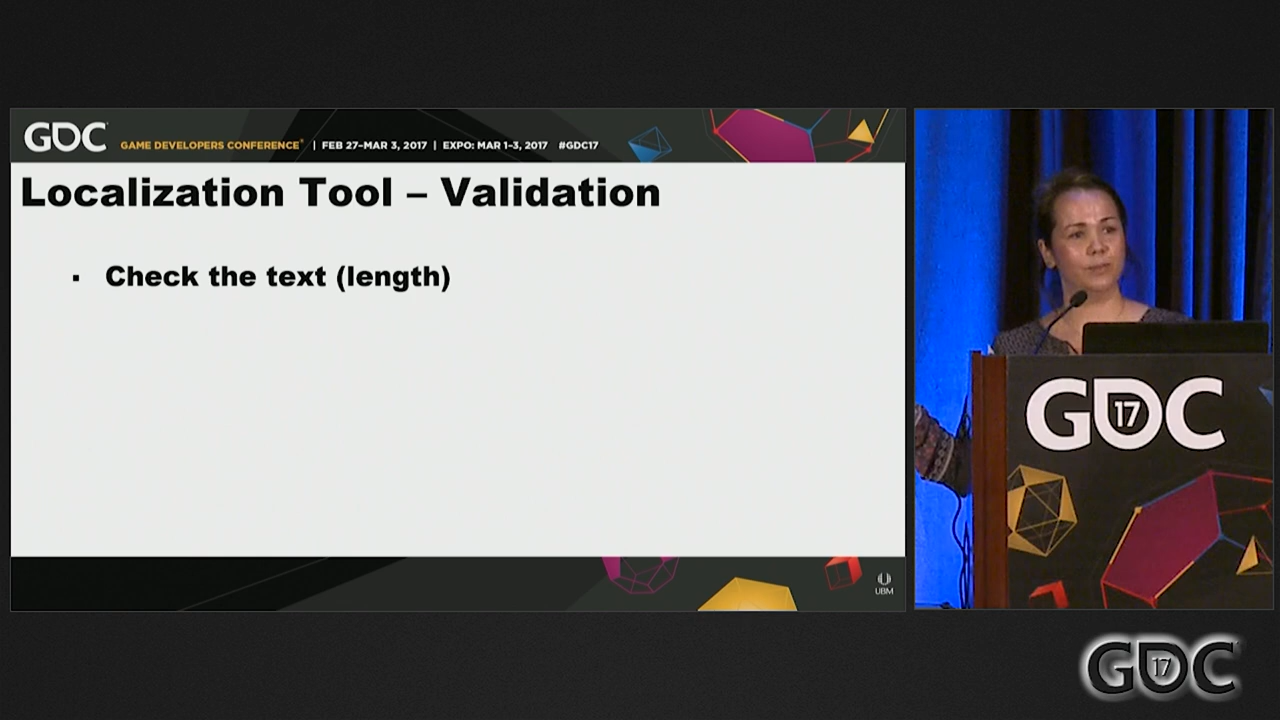 GDC GAME DEVELOPERS CONFERENCE® | FEB 27–MAR 3, 2017 | EXPO: MAR 1–3, 2017 #GDC17
Localization Tool – Validation
▪ Check the text (length)
UBM
GDC
17
GDC
17